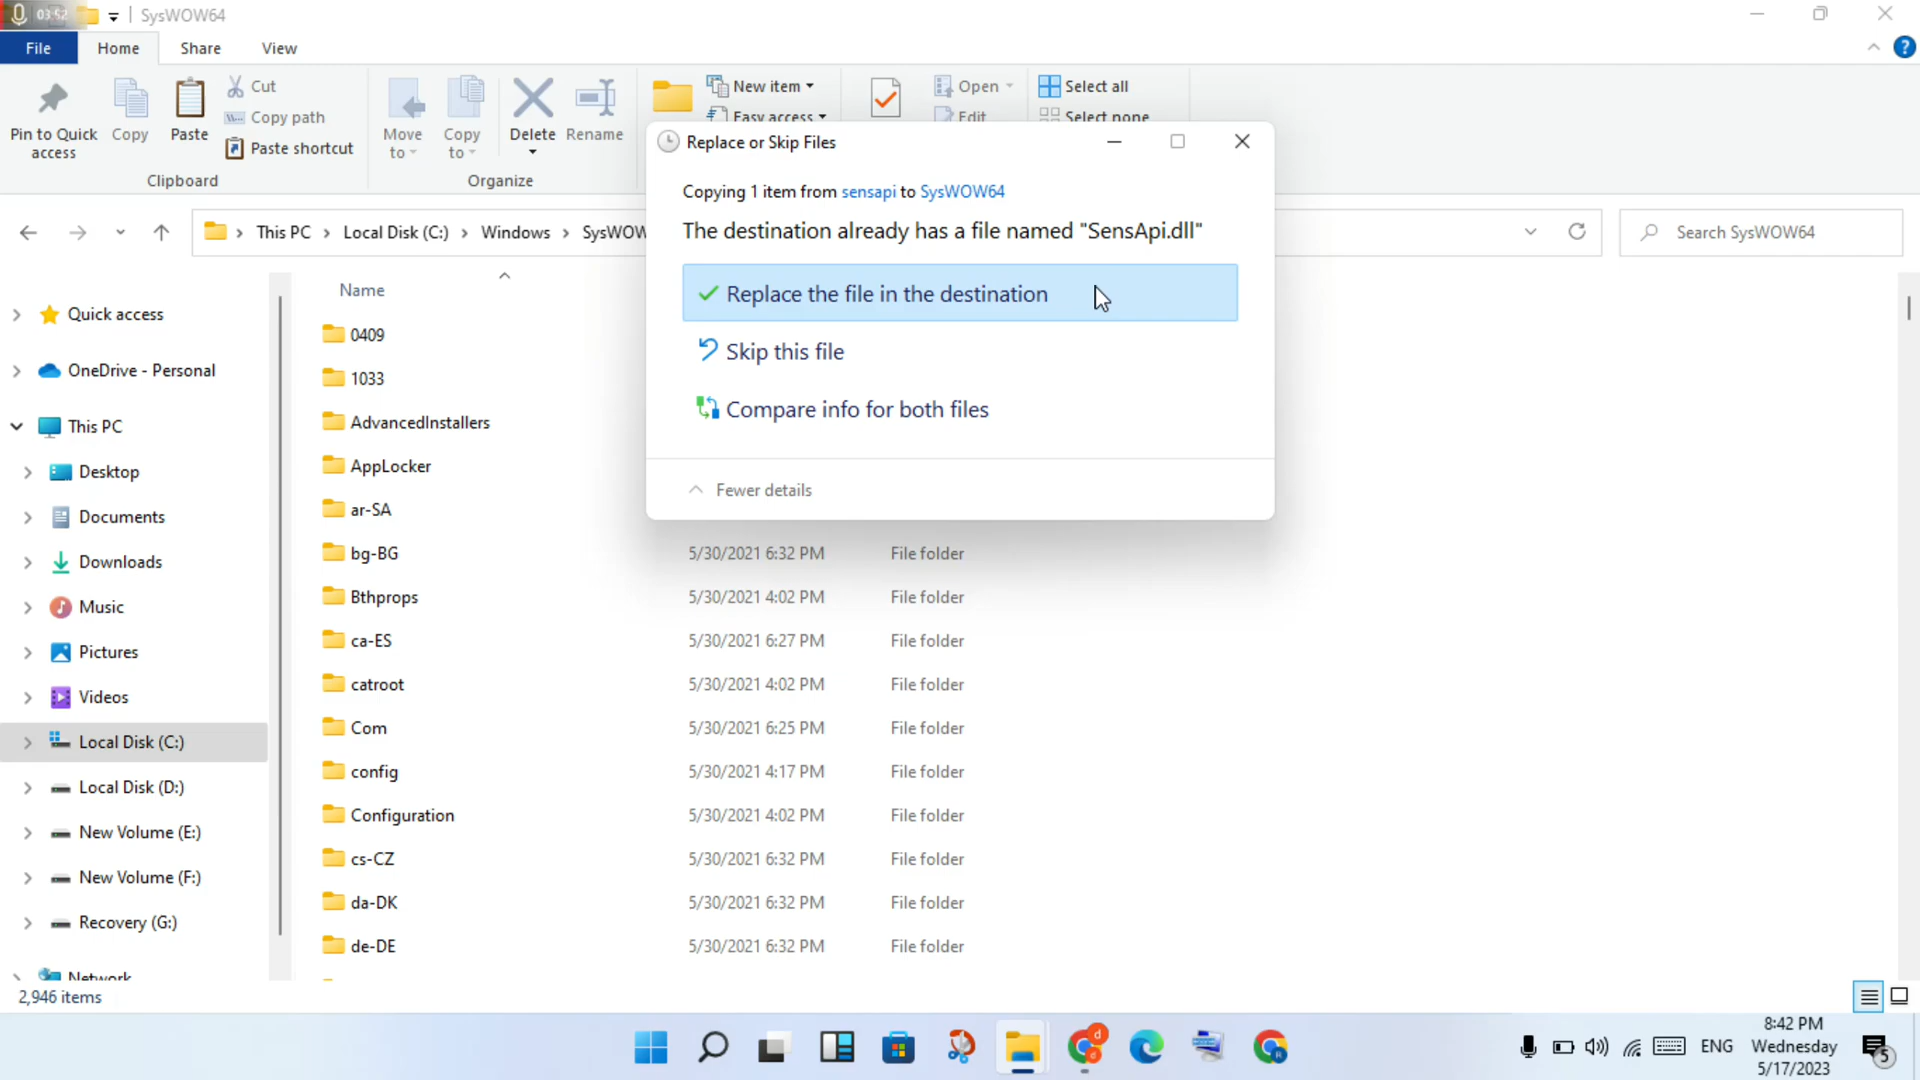 03:52
SysWOW64
File
Home
Share
View
Pin to Quick
access
Copy
Paste
Cut
Copy path
Paste shortcut
Clipboard
Move
to
Copy
to
Delete
Rename
Organize
New item
Easy access
Open
Edit
Select all
Select none
This PC
Local Disk (C:)
Windows
Search SysWOW64
Replace or Skip Files
Copying 1 item from sensapi to SysWOW64
The destination already has a file named "SensApi.dll"
Replace the file in the destination
Skip this file
Compare info for both files
Fewer details
Quick access
OneDrive - Personal
This PC
Desktop
Documents
Downloads
Music
Pictures
Videos
Local Disk (C:)
Local Disk (D:)
New Volume (E:)
New Volume (F:)
Recovery (G:)
Network
Name
0409
1033
AdvancedInstallers
AppLocker
ar-SA
bg-BG 5/30/2021 6:32 PM File folder
Bthprops 5/30/2021 4:02 PM File folder
ca-ES 5/30/2021 6:27 PM File folder
catroot 5/30/2021 4:02 PM File folder
Com 5/30/2021 6:25 PM File folder
config 5/30/2021 4:17 PM File folder
Configuration 5/30/2021 4:02 PM File folder
cs-CZ 5/30/2021 6:32 PM File folder
da-DK 5/30/2021 6:32 PM File folder
de-DE 5/30/2021 6:32 PM File folder
2,946 items
ENG
8:42 PM
Wednesday
5/17/2023
5